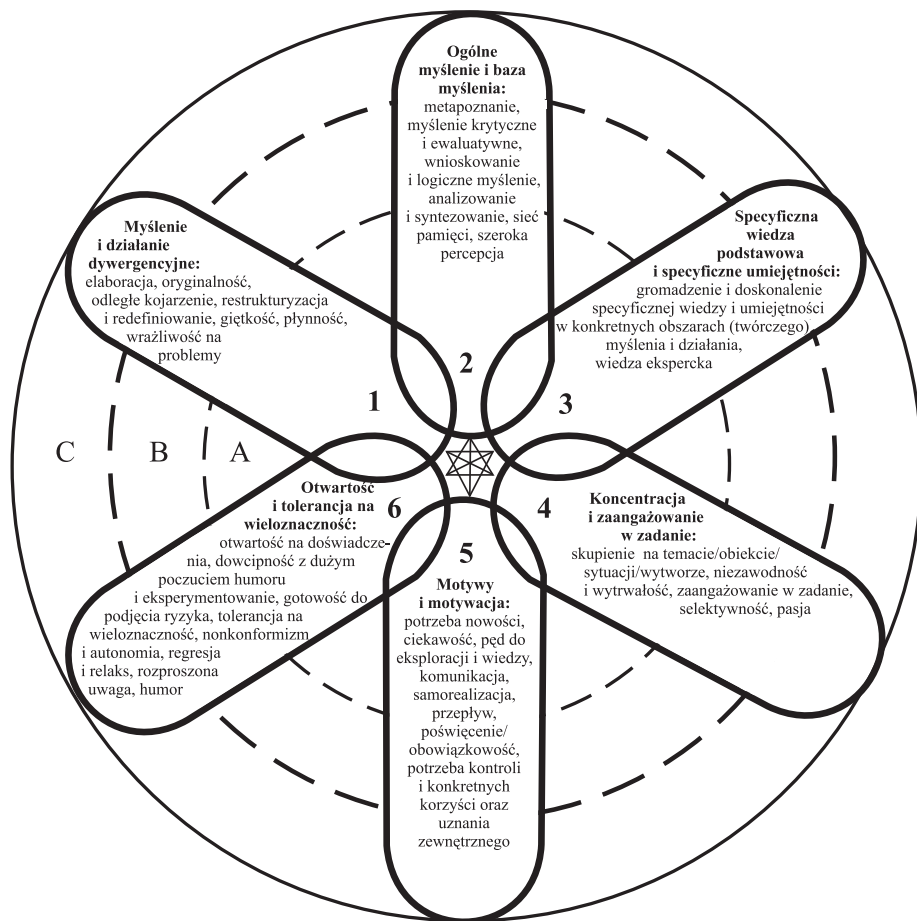 Ogólne
myślenie i baza
myślenia:
metapoznanie,
myślenie krytyczne
i ewaluatywne,
wnioskowanie
i logiczne myślenie,
analizowanie
i syntezowanie, sieć
pamięci, szeroka
percepcja
Myślenie
i działanie
dywergencyjne:
elaboracja, oryginalność,
odległe kojarzenie, restrukturyzacja
i redefiniowanie, giętkość, płynność,
wrażliwość na
problemy
Specyficzna
wiedza
podstawowa
i specyficzne umiejętności:
gromadzenie i doskonalenie
specyficznej wiedzy i umiejętności
w konkretnych obszarach (twórczego)
myślenia i działania,
wiedza ekspercka
2
1
3
C
B
A
6
4
5
Otwartość
i tolerancja na
wieloznaczność:
otwartość na doświadcze-
nia, dowcipność z dużym
poczuciem humoru
i eksperymentowanie, gotowość do
podjęcia ryzyka, tolerancja na
wieloznaczność, nonkonformizm
i autonomia, regresja
i relaks, rozproszona
uwaga, humor
Koncentracja
i zaangażowanie
w zadanie:
skupienie na temacie/obiekcie/
sytuacji/wytworze, niezawodność
i wytrwałość, zaangażowanie w zadanie,
selektywność, pasja
Motywy
i motywacja:
potrzeba nowości,
ciekawość, pęd do
eksploracji i wiedzy,
komunikacja,
samorealizacja,
przepływ,
poświęcenie/
obowiązkowość,
potrzeba kontroli
i konkretnych
korzyści oraz
uznania
zewnętrznego